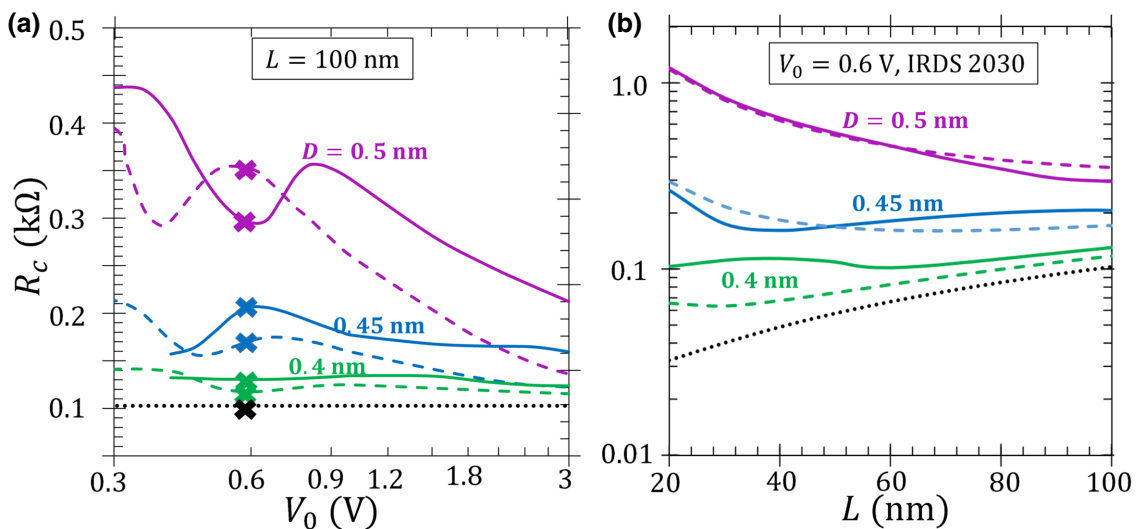 (a)
L = 100 nm
0.5
0.4
0.3
0.2
0.1
R_c (kΩ)
D = 0.5 nm
0.45 nm
0.4 nm
0.3
0.6
0.9
1.2
1.8
3
V_0 (V)
(b)
V_0 = 0.6 V, IRDS 2030
1.0
0.1
0.01
D = 0.5 nm
0.45 nm
0.4 nm
20
40
60
80
100
L (nm)